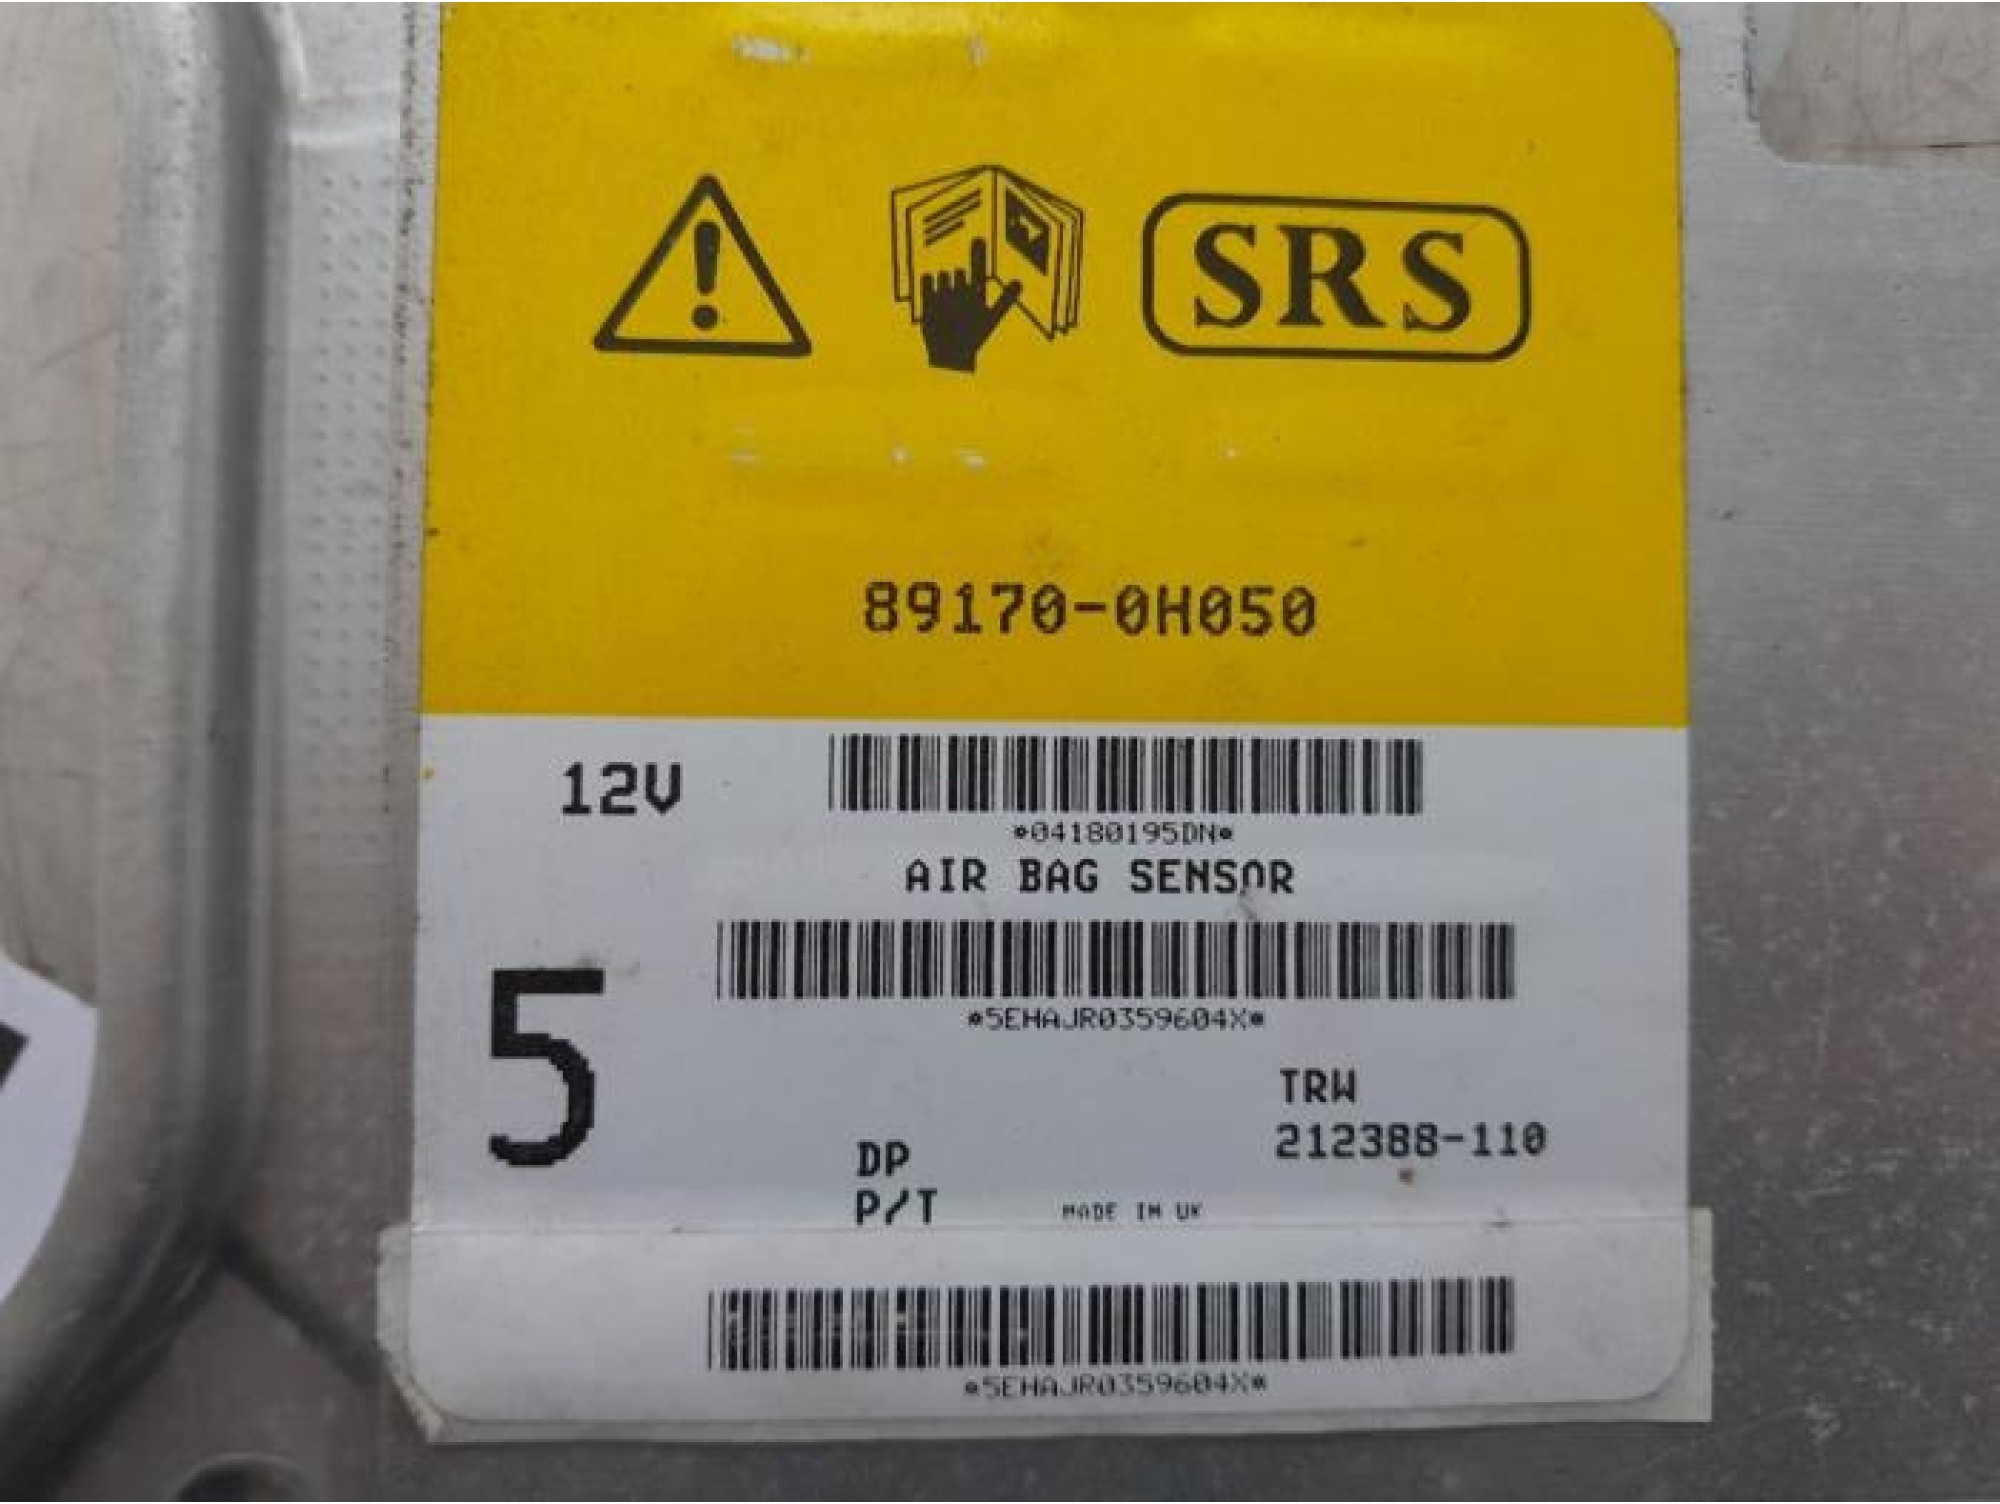 SRS
89170-0H050
12V
*04180195DN*
AIR BAG SENSOR
*5EHAJR0359604X*
5
TRW
212388-110
DP
P/T
MADE IN UK
*5EHAJR0359604X*